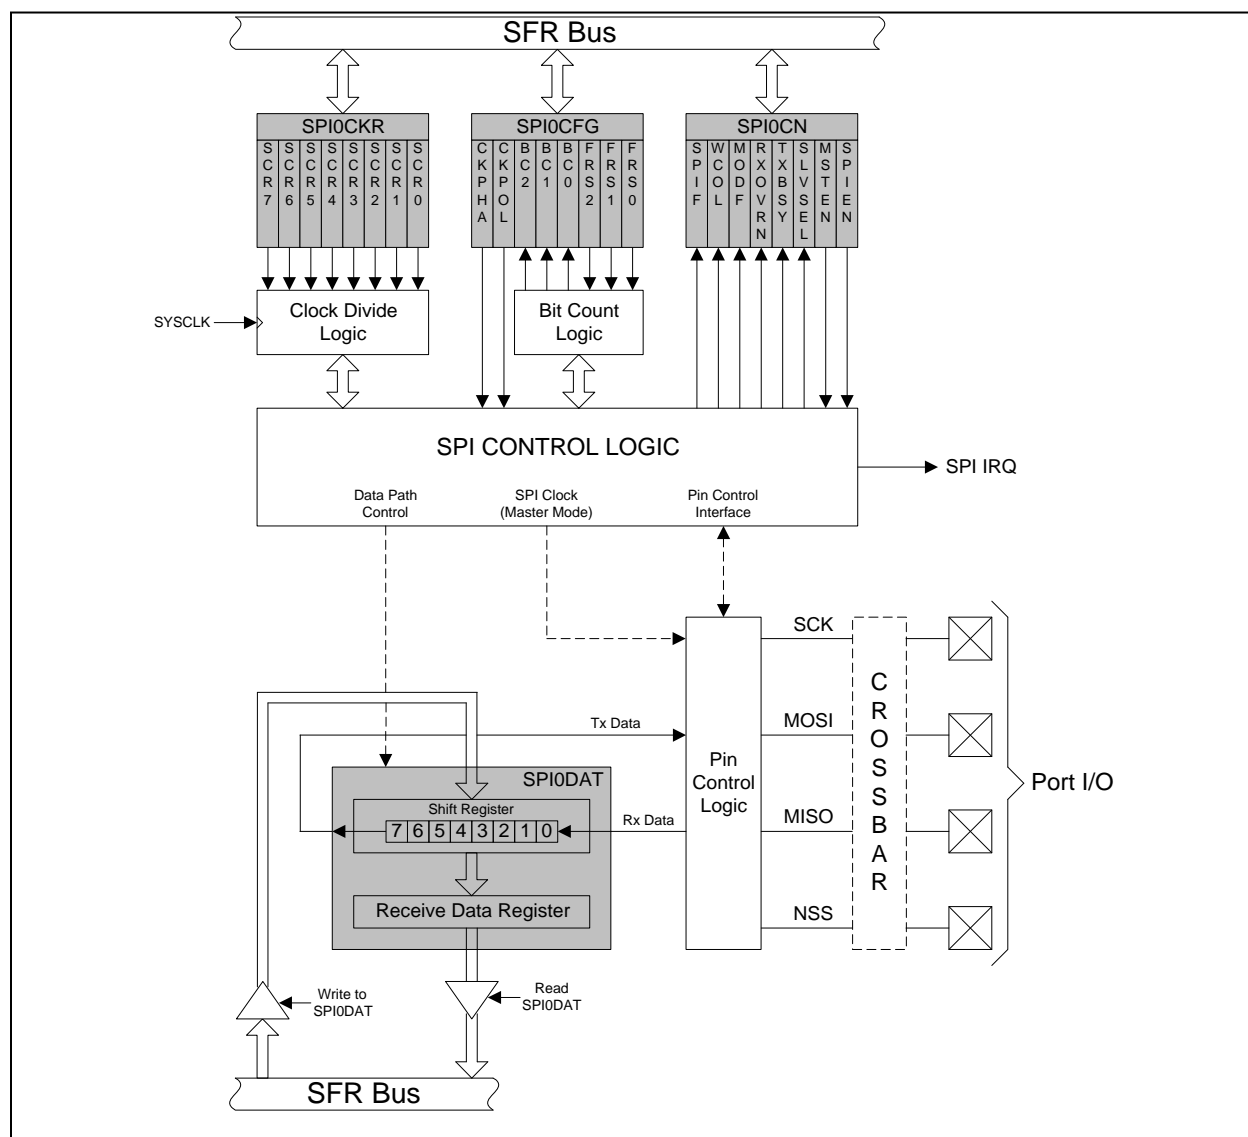 SFR Bus
SPI0CKR
SCR7 SCR6 SCR5 SCR4 SCR3 SCR2 SCR1 SCR0
SPI0CFG
CKPHA CKPOL BC2 BC1 BC0 FRS2 FRS1 FRS0
SPI0CN
SPIF WCOL MODF RXOVRN TXBSY SLVSEL MSTEN SPIEN
SYSCLK
Clock Divide
Logic
Bit Count
Logic
SPI CONTROL LOGIC
SPI IRQ
Data Path
Control
SPI Clock
(Master Mode)
Pin Control
Interface
SCK
MOSI
MISO
NSS
CROSSBAR
Port I/O
Tx Data
Pin
Control
Logic
SPI0DAT
Shift Register
7 6 5 4 3 2 1 0
Rx Data
Receive Data Register
Write to
SPI0DAT
Read
SPI0DAT
SFR Bus